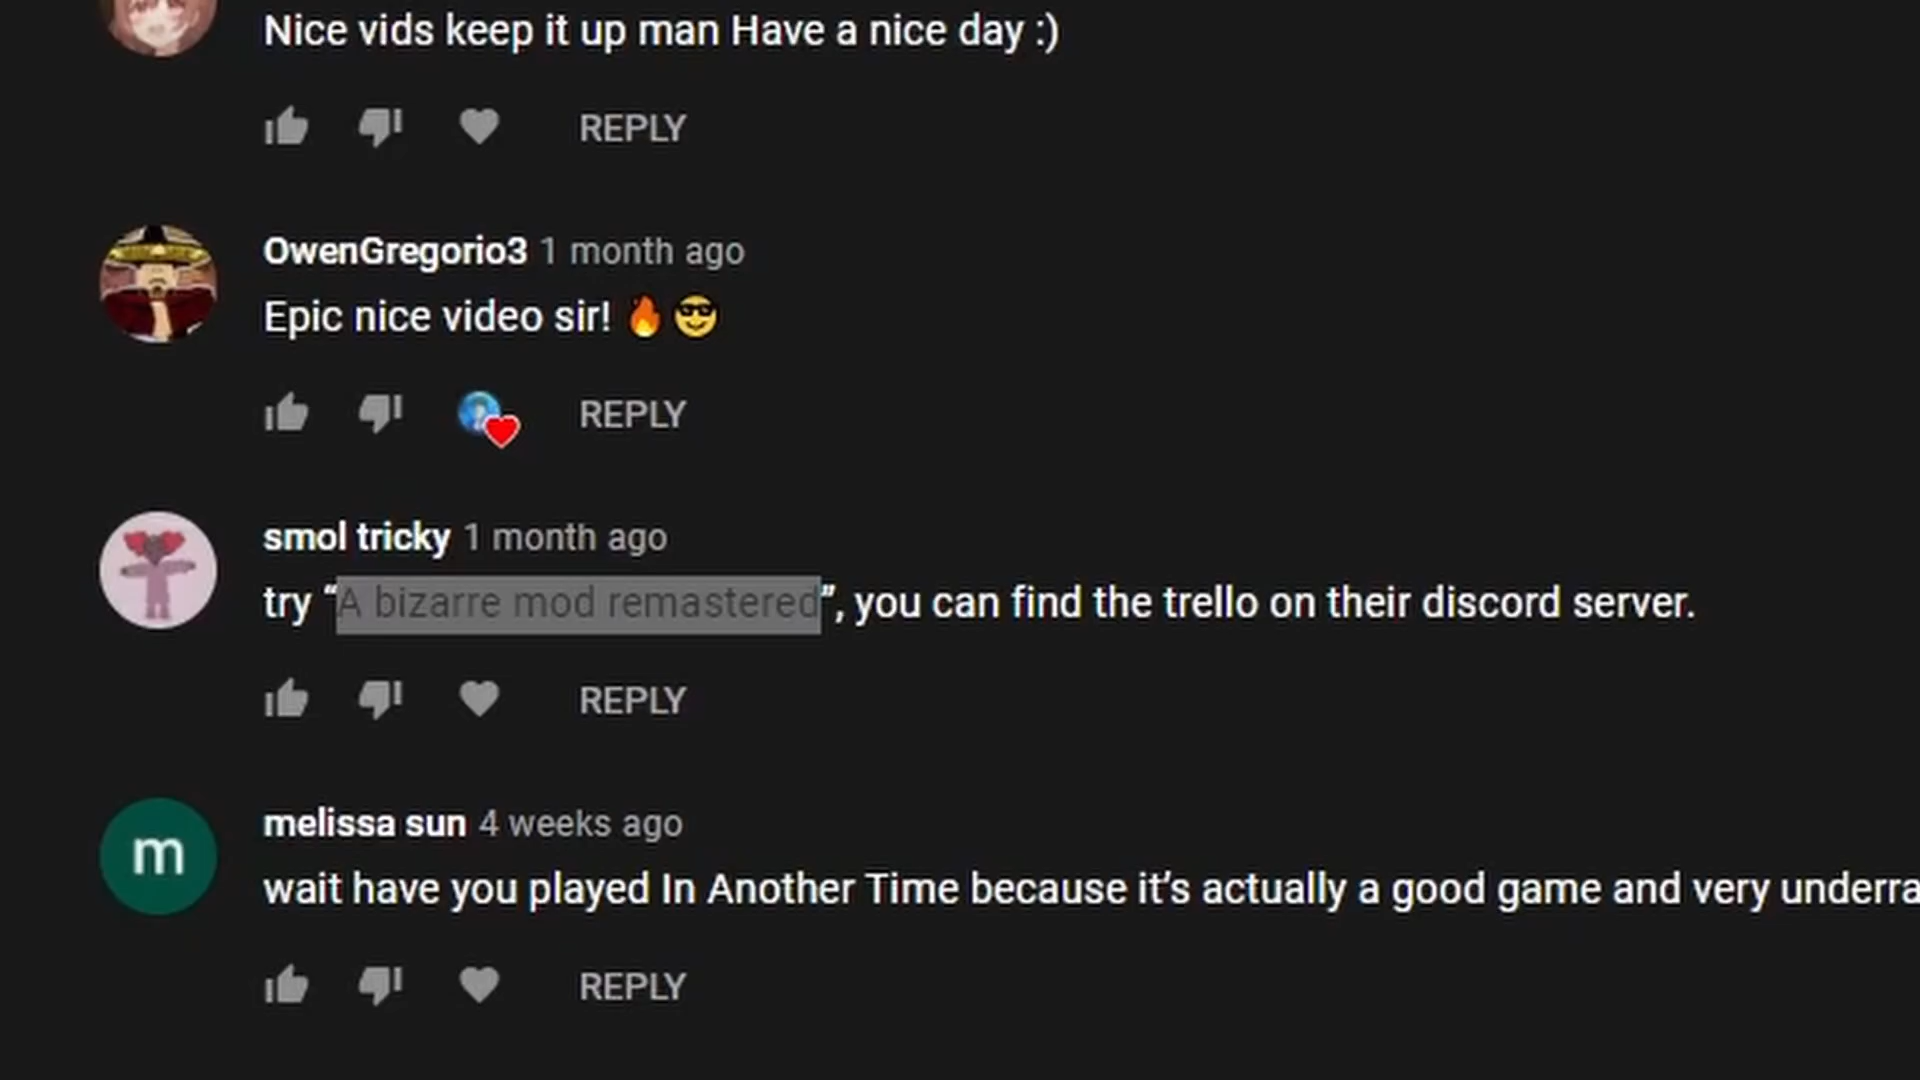 Nice vids keep it up man Have a nice day :)
REPLY
OwenGregorio3 1 month ago
Epic nice video sir! 🔥😎
REPLY
smol tricky 1 month ago
try “A bizarre mod remastered”, you can find the trello on their discord server.
REPLY
m
melissa sun 4 weeks ago
wait have you played In Another Time because it’s actually a good game and very underra
REPLY